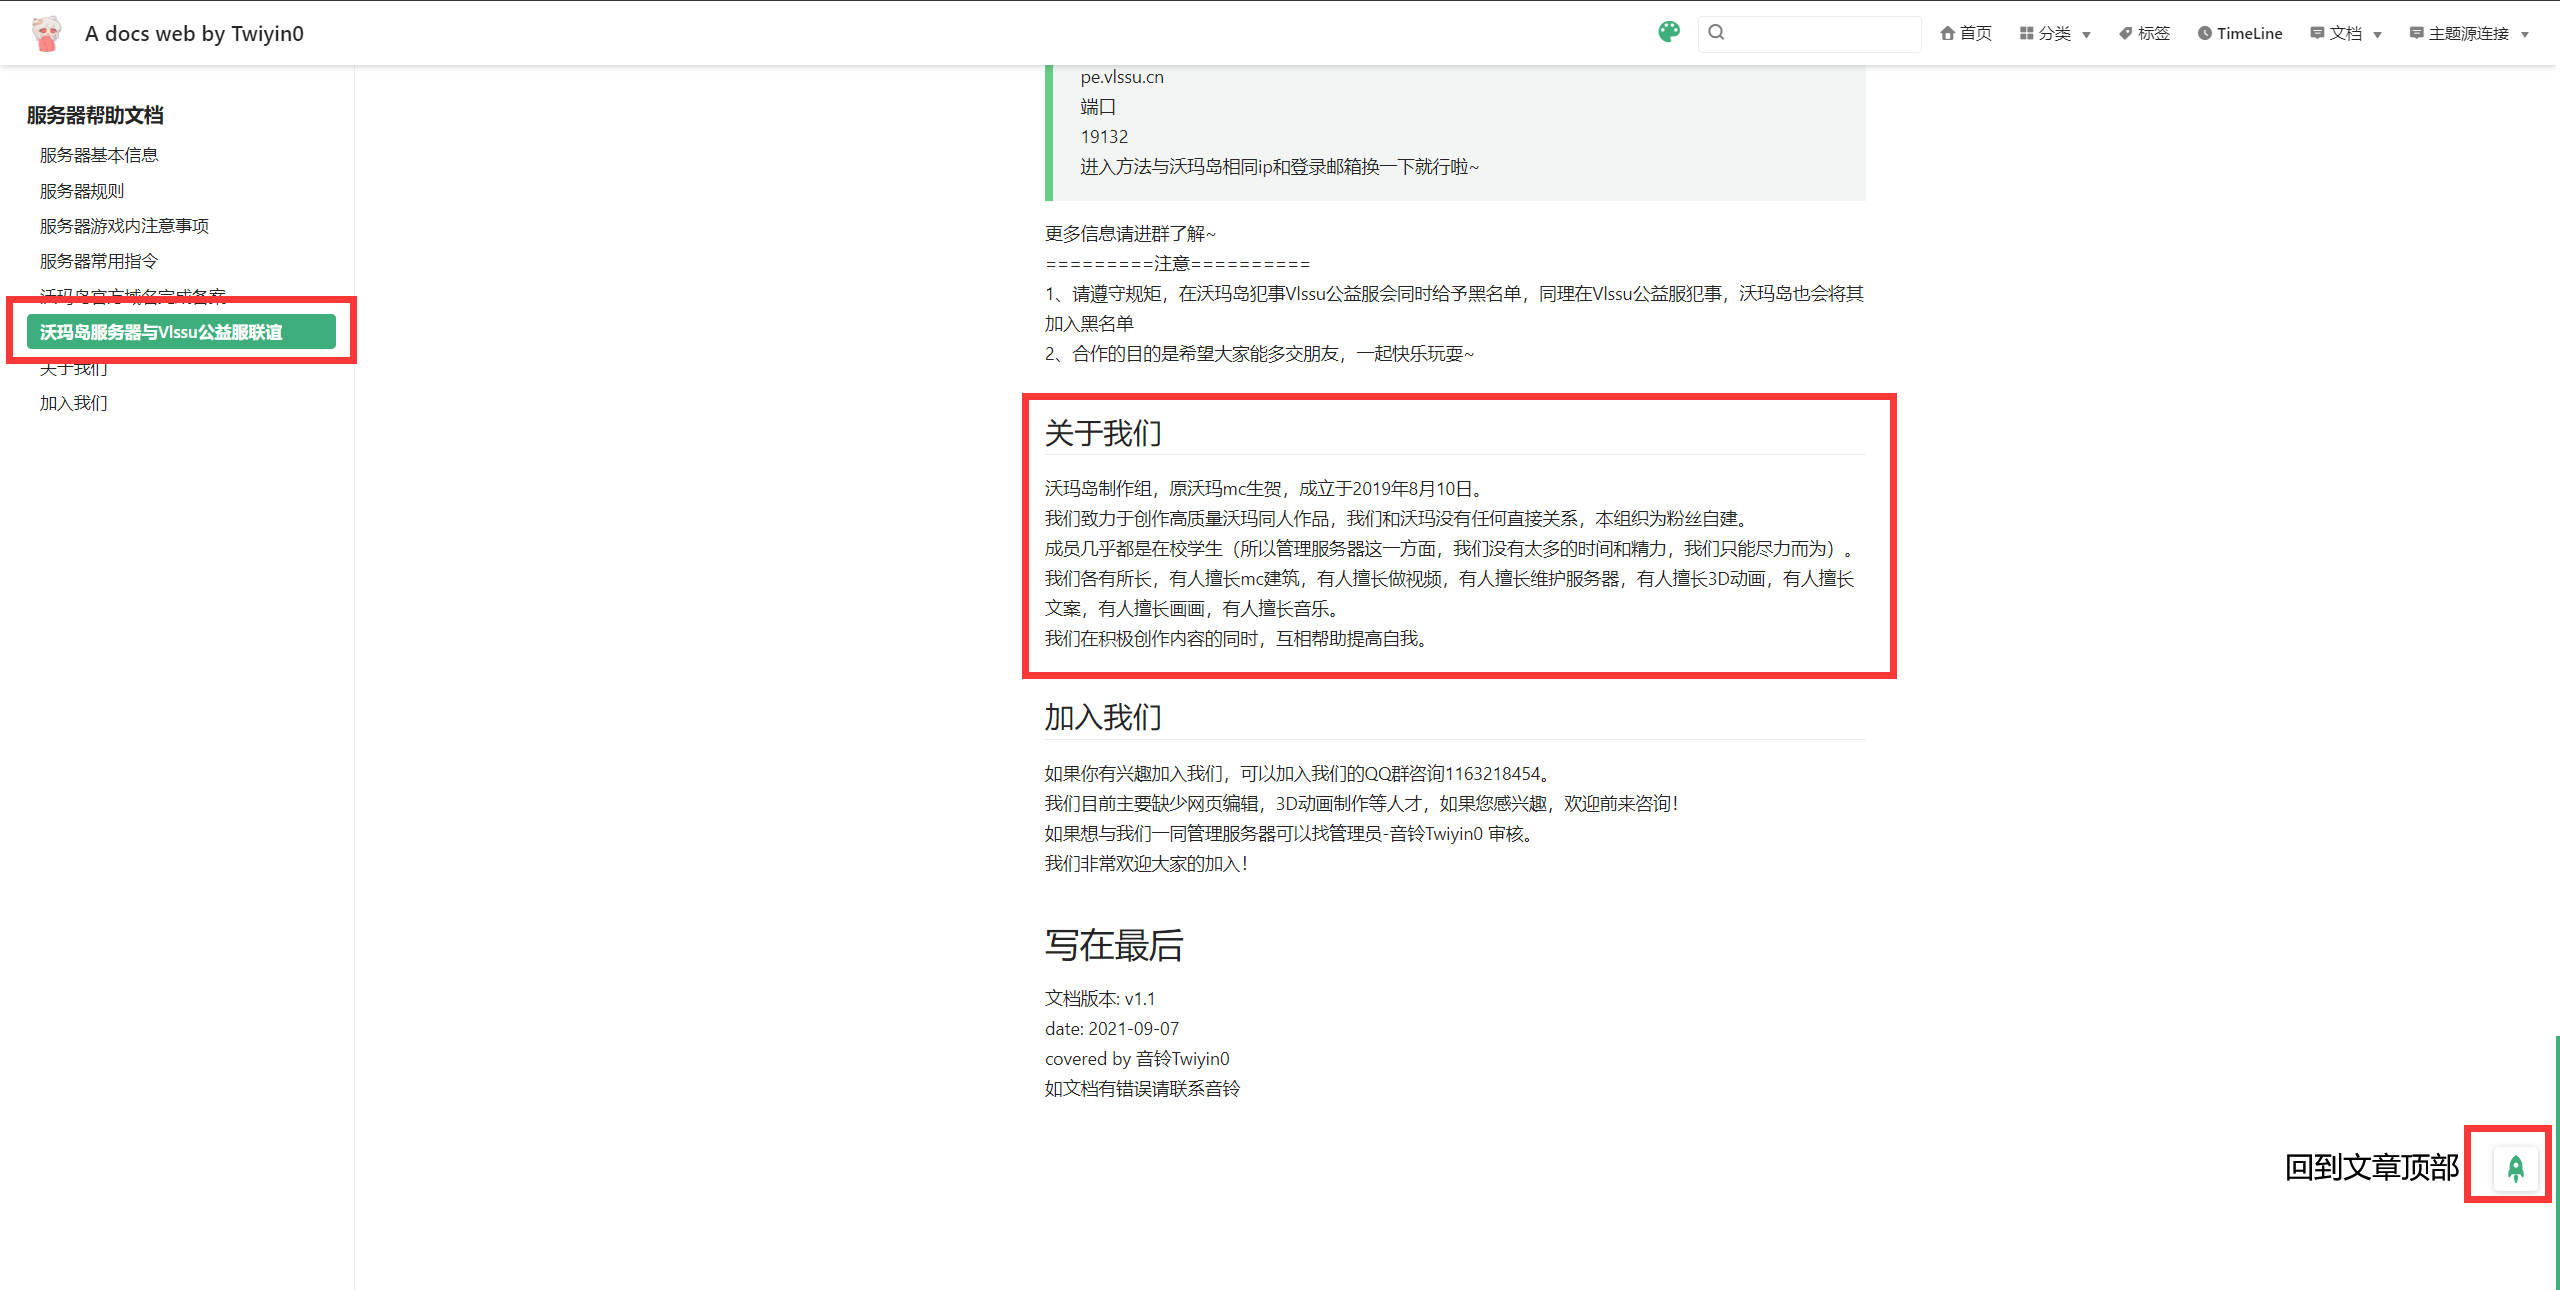 A docs web by Twiyin0
首页
分类
标签
TimeLine
文档
主题源连接
服务器帮助文档
服务器基本信息
服务器规则
服务器游戏内注意事项
服务器常用指令
沃玛岛官方域名完成备案
沃玛岛服务器与Vlssu公益服联谊
关于我们
加入我们
pe.vlssu.cn
端口
19132
进入方法与沃玛岛相同ip和登录邮箱换一下就行啦~
更多信息请进群了解~
=========注意==========
1、请遵守规矩，在沃玛岛犯事Vlssu公益服会同时给予黑名单，同理在Vlssu公益服犯事，沃玛岛也会将其
加入黑名单
2、合作的目的是希望大家能多交朋友，一起快乐玩耍~
关于我们
沃玛岛制作组，原沃玛mc生贺，成立于2019年8月10日。
我们致力于创作高质量沃玛同人作品，我们和沃玛没有任何直接关系，本组织为粉丝自建。
成员几乎都是在校学生（所以管理服务器这一方面，我们没有太多的时间和精力，我们只能尽力而为）。
我们各有所长，有人擅长mc建筑，有人擅长做视频，有人擅长维护服务器，有人擅长3D动画，有人擅长
文案，有人擅长画画，有人擅长音乐。
我们在积极创作内容的同时，互相帮助提高自我。
加入我们
如果你有兴趣加入我们，可以加入我们的QQ群咨询1163218454。
我们目前主要缺少网页编辑，3D动画制作等人才，如果您感兴趣，欢迎前来咨询！
如果想与我们一同管理服务器可以找管理员-音铃Twiyin0 审核。
我们非常欢迎大家的加入！
写在最后
文档版本: v1.1
date: 2021-09-07
covered by 音铃Twiyin0
如文档有错误请联系音铃
回到文章顶部